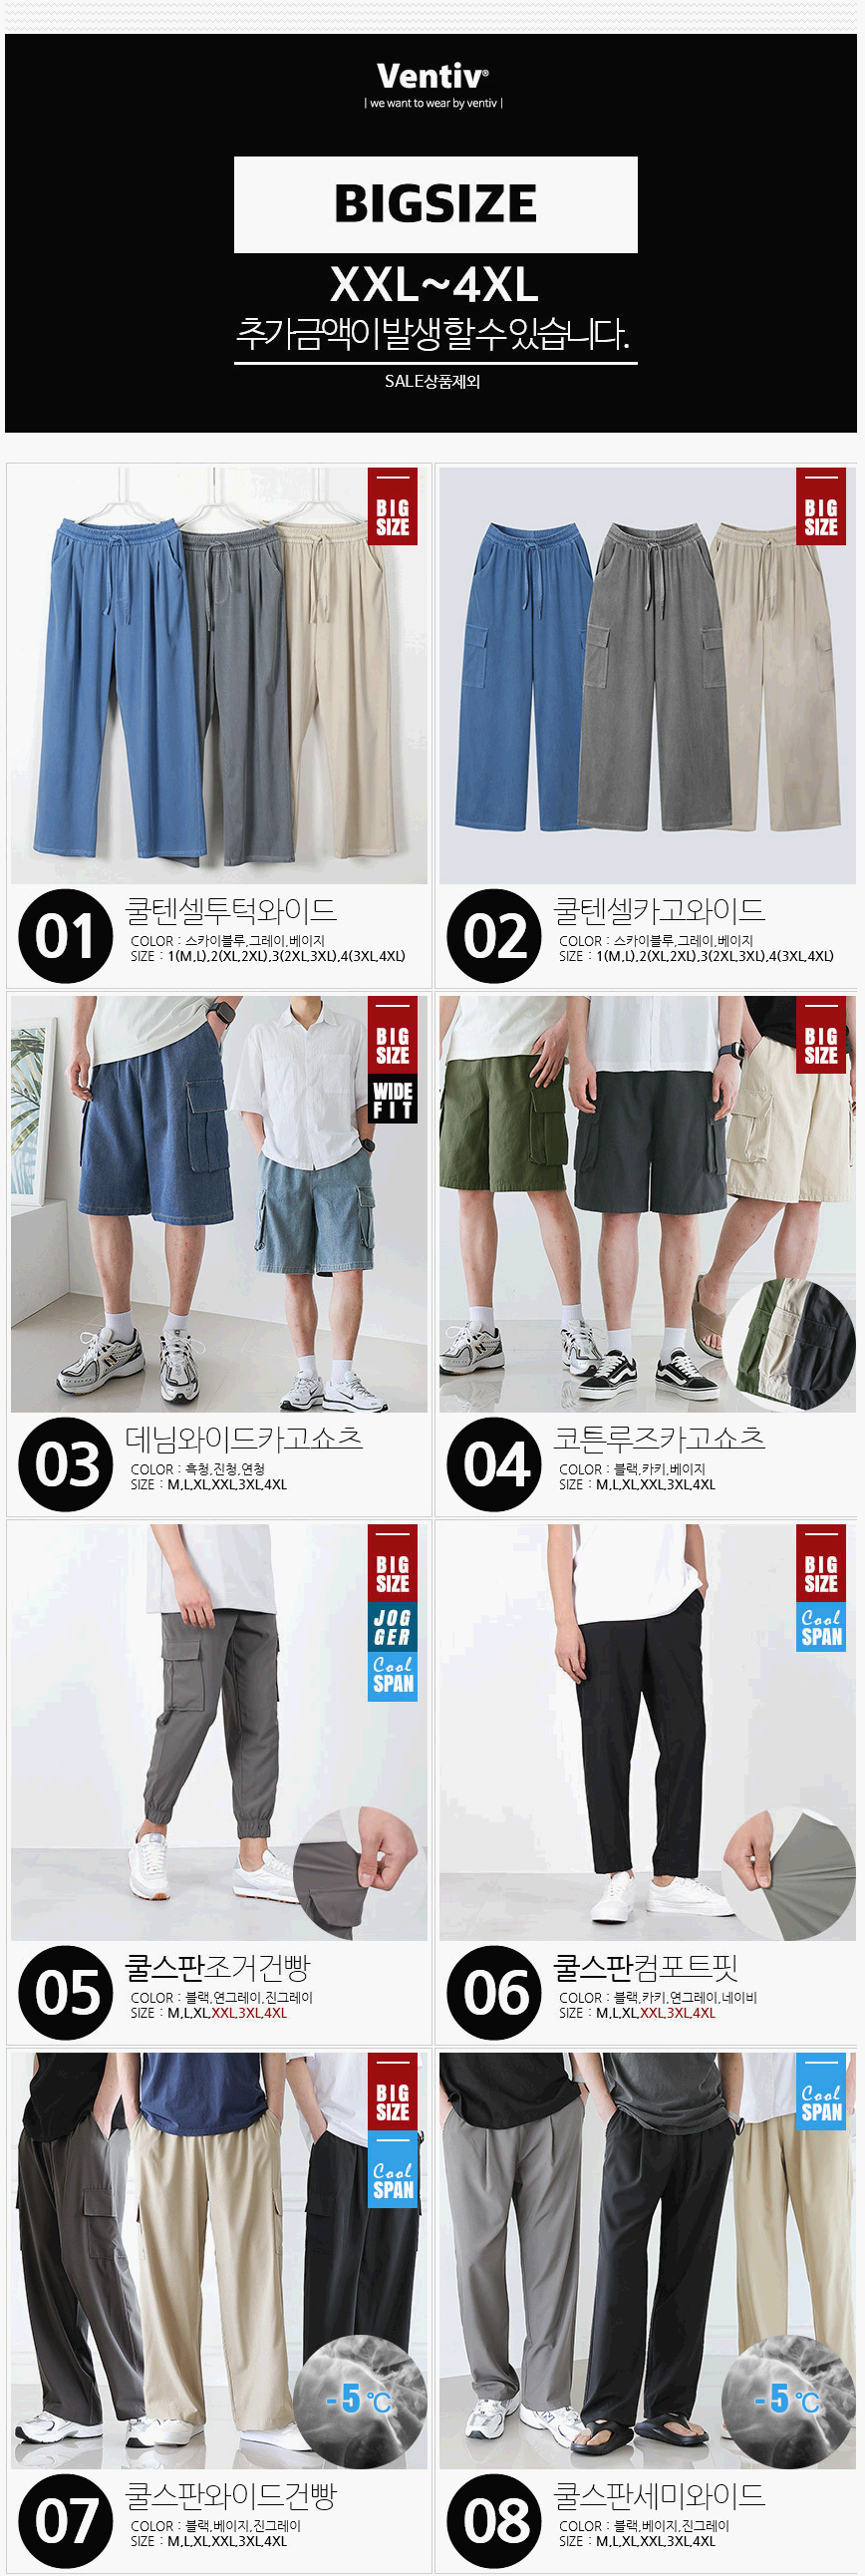 Ventiv®
| we want to wear by ventiv |
BIGSIZE
XXL~4XL
추가금액이 발생할 수 있습니다.
SALE상품제외
BIG
SIZE
BIG
SIZE
01
쿨텐셀투턱와이드
COLOR : 스카이블루,그레이,베이지
SIZE : 1(M,L),2(XL,2XL),3(2XL,3XL),4(3XL,4XL)
02
쿨텐셀카고와이드
COLOR : 스카이블루,그레이,베이지
SIZE : 1(M,L),2(XL,2XL),3(2XL,3XL),4(3XL,4XL)
BIG
SIZE
WIDE
FIT
BIG
SIZE
03
데님와이드카고쇼츠
COLOR : 흑청,진청,연청
SIZE : M,L,XL,XXL,3XL,4XL
04
코튼루즈카고쇼츠
COLOR : 블랙,카키,베이지
SIZE : M,L,XL,XXL,3XL,4XL
BIG
SIZE
JOG
GER
Cool
SPAN
BIG
SIZE
Cool
SPAN
05
쿨스판조거건빵
COLOR : 블랙,연그레이,진그레이
SIZE : M,L,XL,XXL,3XL,4XL
06
쿨스판컴포트핏
COLOR : 블랙,카키,연그레이,네이비
SIZE : M,L,XL,XXL,3XL,4XL
BIG
SIZE
Cool
SPAN
-5℃
Cool
SPAN
-5℃
07
쿨스판와이드건빵
COLOR : 블랙,베이지,진그레이
SIZE : M,L,XL,XXL,3XL,4XL
08
쿨스판세미와이드
COLOR : 블랙,베이지,진그레이
SIZE : M,L,XL,XXL,3XL,4XL